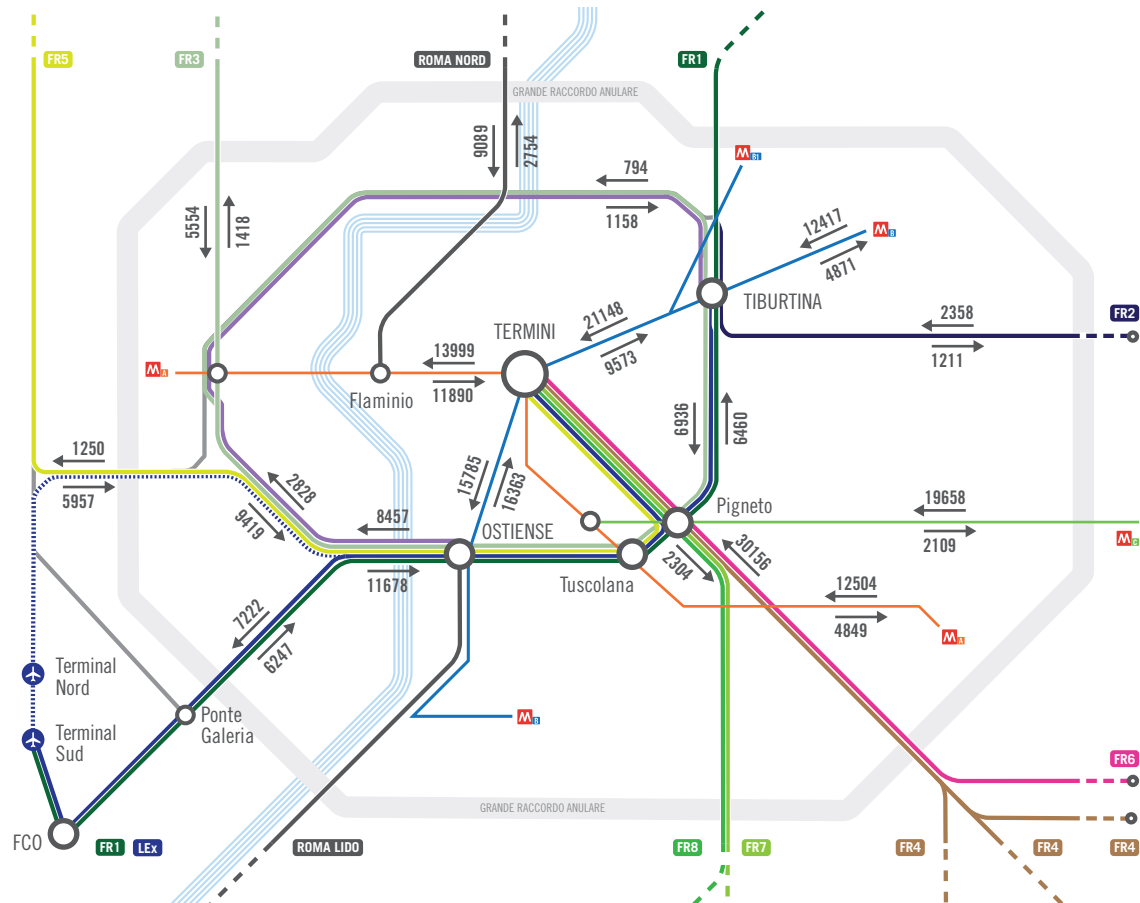 FR5
FR3
ROMA NORD
FR1
GRANDE RACCORDO ANULARE
9089
2754
M B1
794
1158
5554
1418
12417
4871
M B
TIBURTINA
FR2
2358
1211
TERMINI
21148
9573
13999
11890
M A
Flaminio
6936
6460
1250
5957
2828
9419
15785
16363
8457
11678
OSTIENSE
Tuscolana
Pigneto
2304
30156
19658
2109
M C
12504
4849
M A
7222
6247
Terminal
Nord
Terminal
Sud
Ponte
Galeria
M B
FR6
GRANDE RACCORDO ANULARE
FCO
FR1
LEx
ROMA LIDO
FR8
FR7
FR4
FR4
FR4